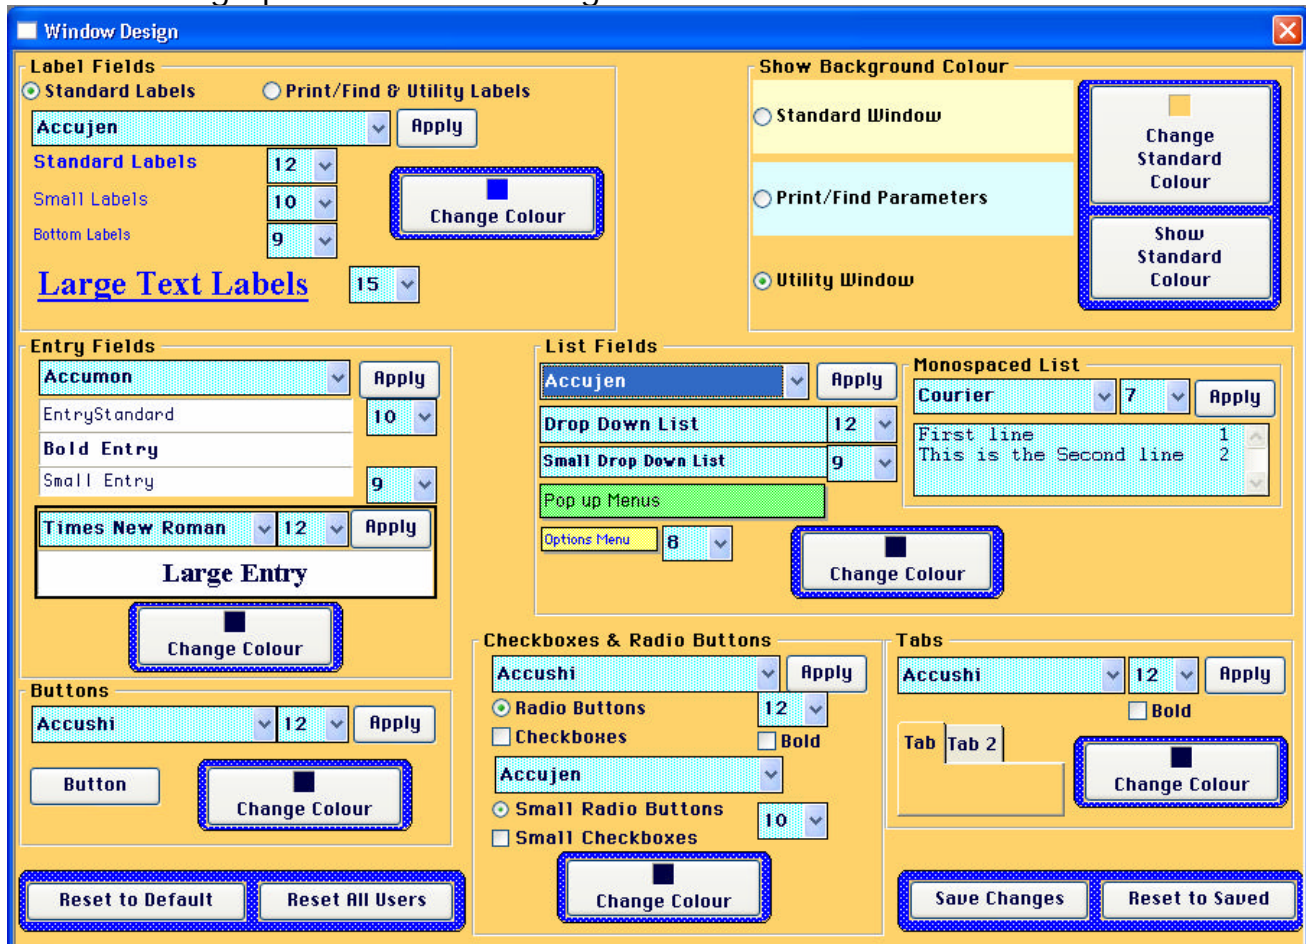 Window Design
Label Fields
Standard Labels
Print/Find & Utility Labels
Accujen
Apply
Standard Labels
12
Small Labels
10
Bottom Labels
9
Change Colour
Large Text Labels
15
Show Background Colour
Standard Window
Print/Find Parameters
Utility Window
Change
Standard
Colour
Show
Standard
Colour
Entry Fields
Accumon
Apply
EntryStandard
10
Bold Entry
Small Entry
9
Times New Roman
12
Apply
Large Entry
Change Colour
List Fields
Accujen
Apply
Drop Down List
12
Small Drop Down List
9
Pop up Menus
Options Menu
8
Change Colour
Monospaced List
Courier
7
Apply
First line 1
This is the Second line 2
Buttons
Accushi
12
Apply
Button
Change Colour
Checkboxes & Radio Buttons
Accushi
Apply
Radio Buttons
12
Checkboxes
Bold
Accujen
Small Radio Buttons
10
Small Checkboxes
Change Colour
Tabs
Accushi
12
Apply
Bold
Tab
Tab 2
Change Colour
Reset to Default
Reset All Users
Save Changes
Reset to Saved